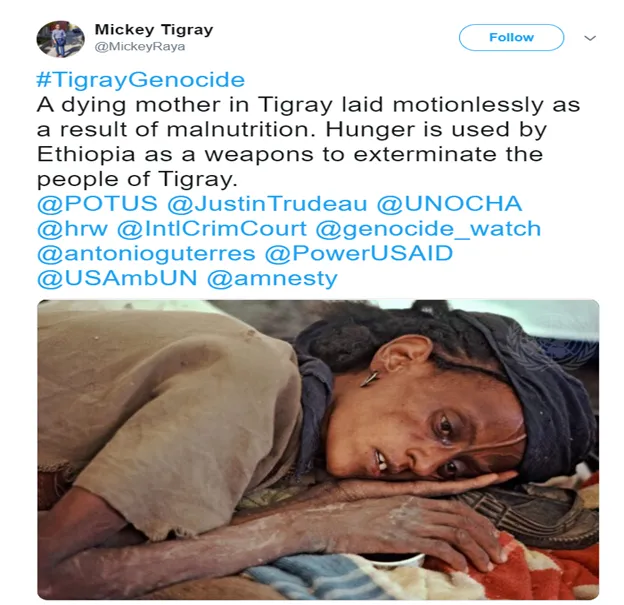 Mickey Tigray
@MickeyRaya
Follow
#TigrayGenocide
A dying mother in Tigray laid motionlessly as
a result of malnutrition. Hunger is used by
Ethiopia as a weapons to exterminate the
people of Tigray.
@POTUS @JustinTrudeau @UNOCHA
@hrw @IntlCrimCourt @genocide_watch
@antonioguterres @PowerUSAID
@USAmbUN @amnesty